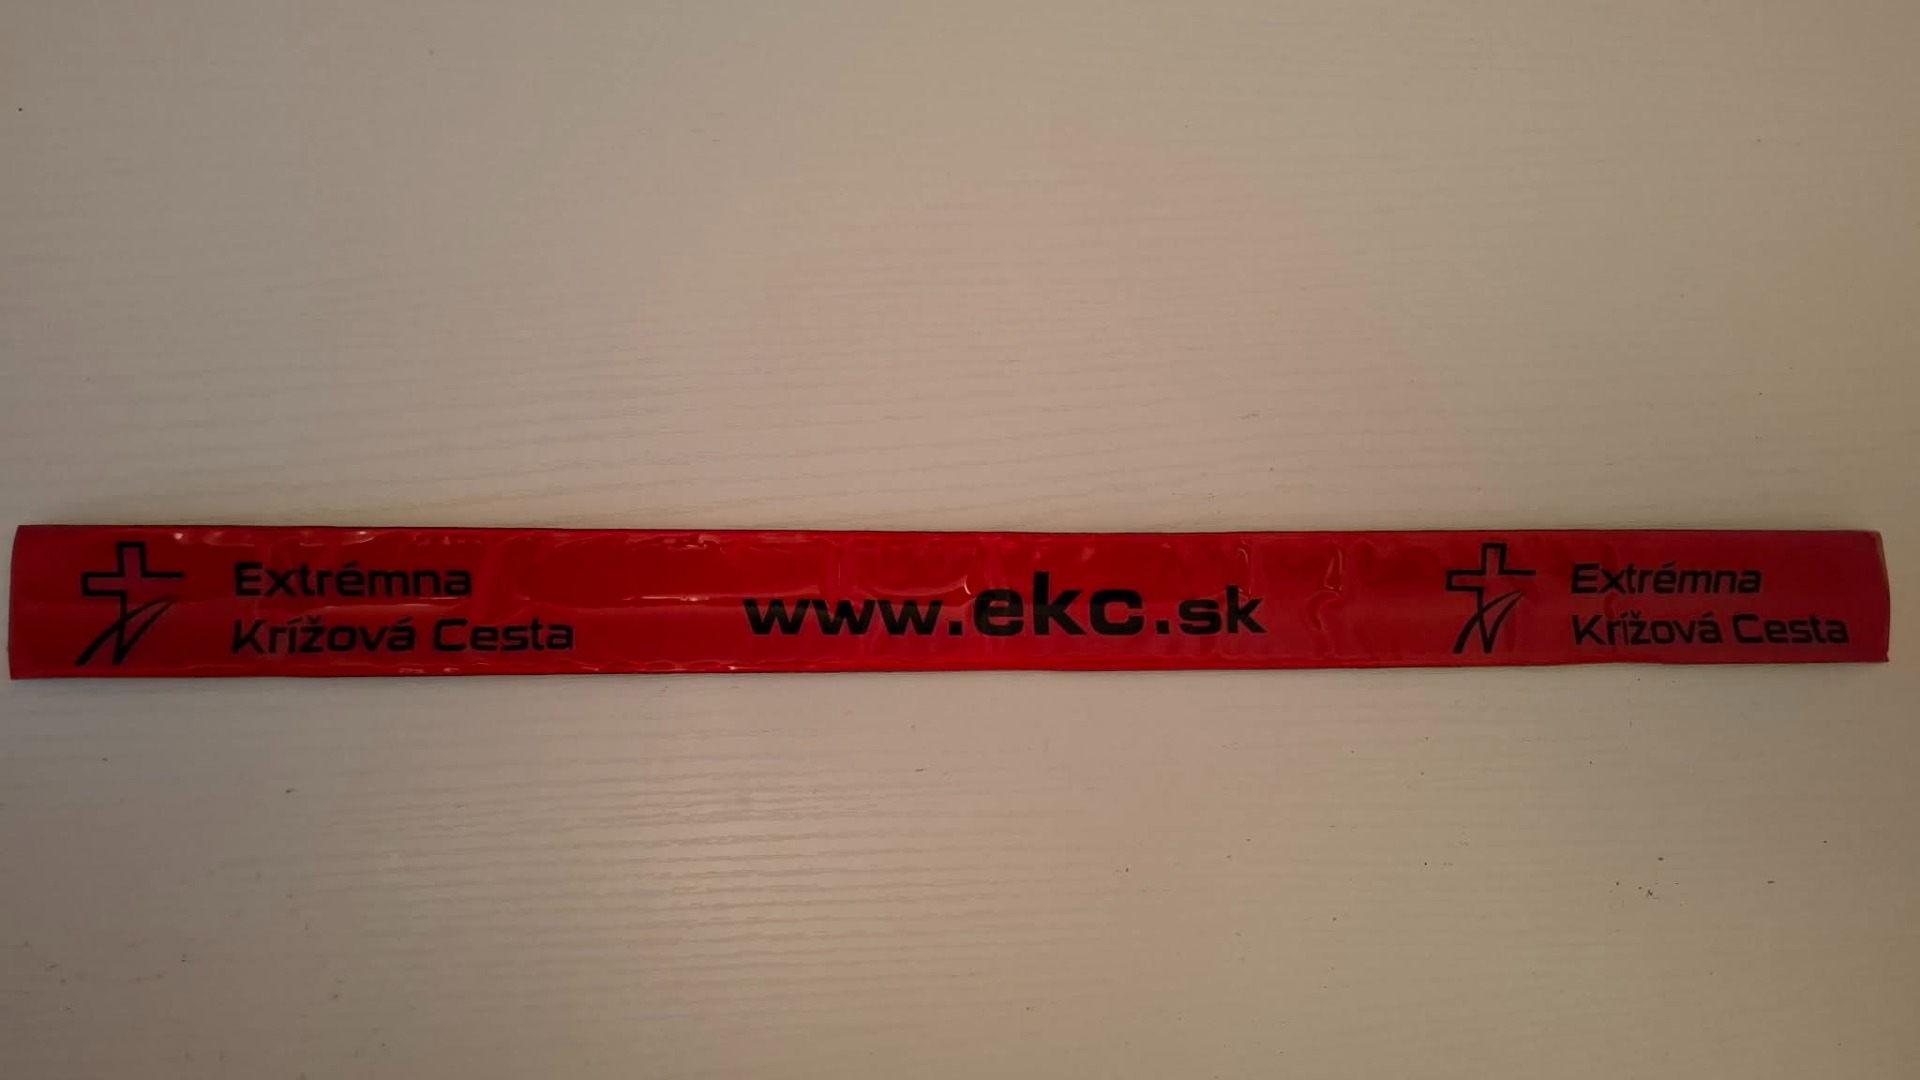 Extrémna
Krížová Cesta
www.ekc.sk
Extrémna
Krížová Cesta